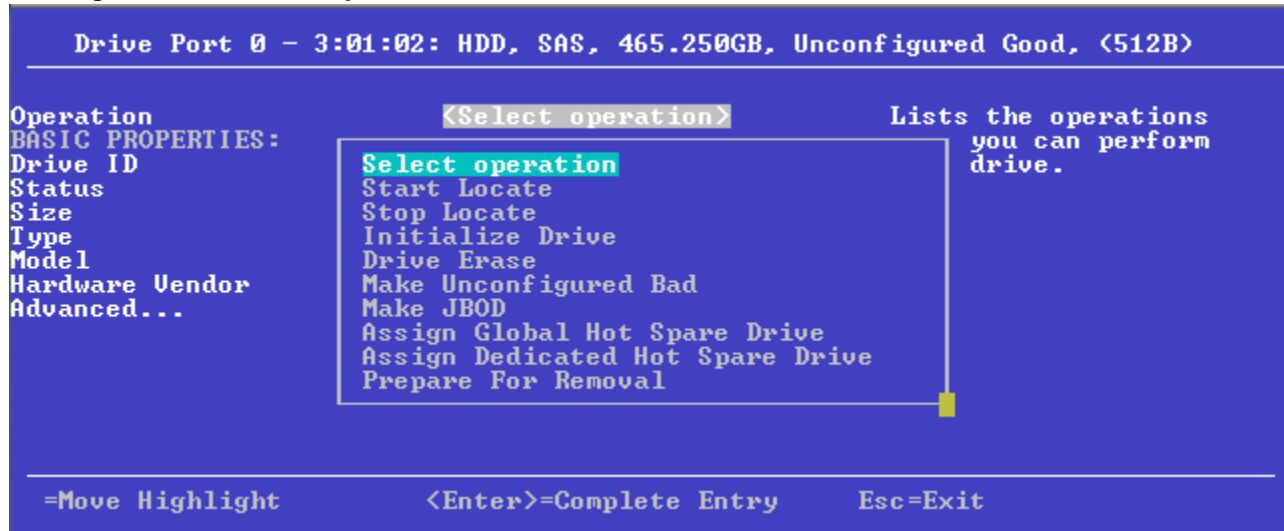 Drive Port 0 - 3:01:02: HDD, SAS, 465.250GB, Unconfigured Good, (512B)
Operation
<Select operation>
Lists the operations
you can perform
drive.
BASIC PROPERTIES:
Drive ID
Status
Size
Type
Model
Hardware Vendor
Advanced...
Select operation
Start Locate
Stop Locate
Initialize Drive
Drive Erase
Make Unconfigured Bad
Make JBOD
Assign Global Hot Spare Drive
Assign Dedicated Hot Spare Drive
Prepare For Removal
=Move Highlight <Enter>=Complete Entry Esc=Exit